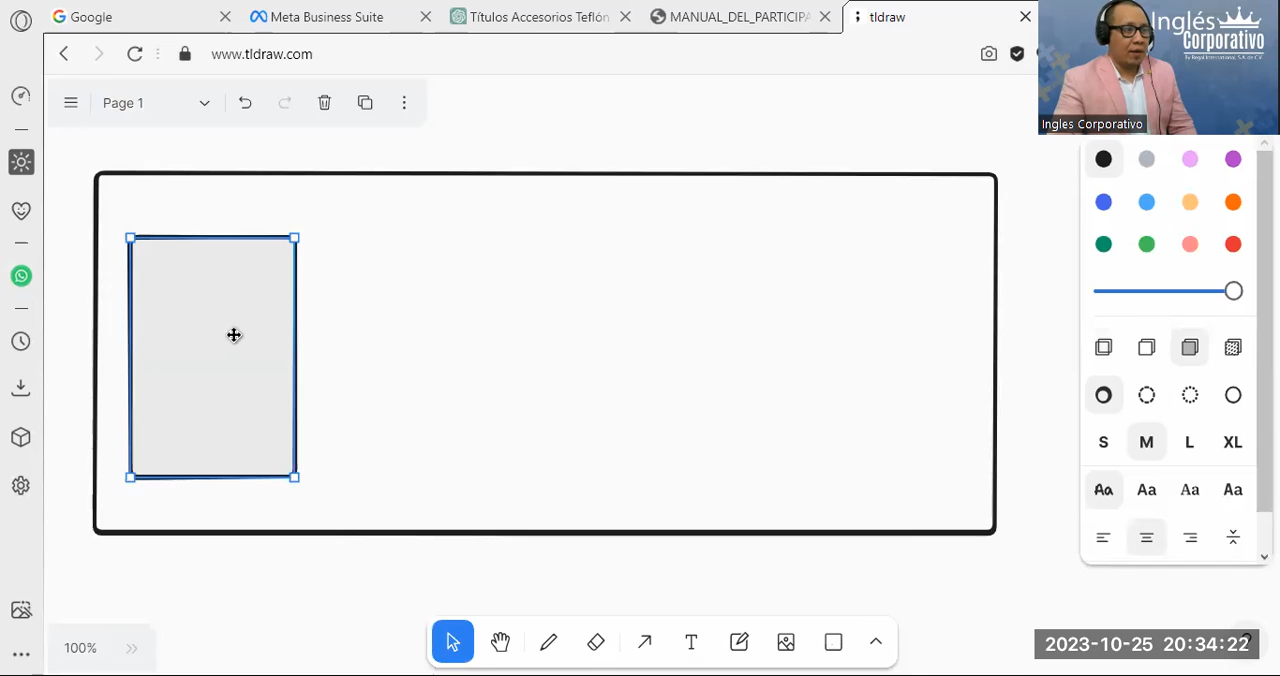 Google
Meta Business Suite
Títulos Accesorios Teflón
MANUAL_DEL_PARTICIPA
tldraw
www.tldraw.com
Page 1
Inglés
Corporativo
Ingles Corporativo
S M L XL
Aa Aa Aa Aa
T
100%
2023-10-25 20:34:22